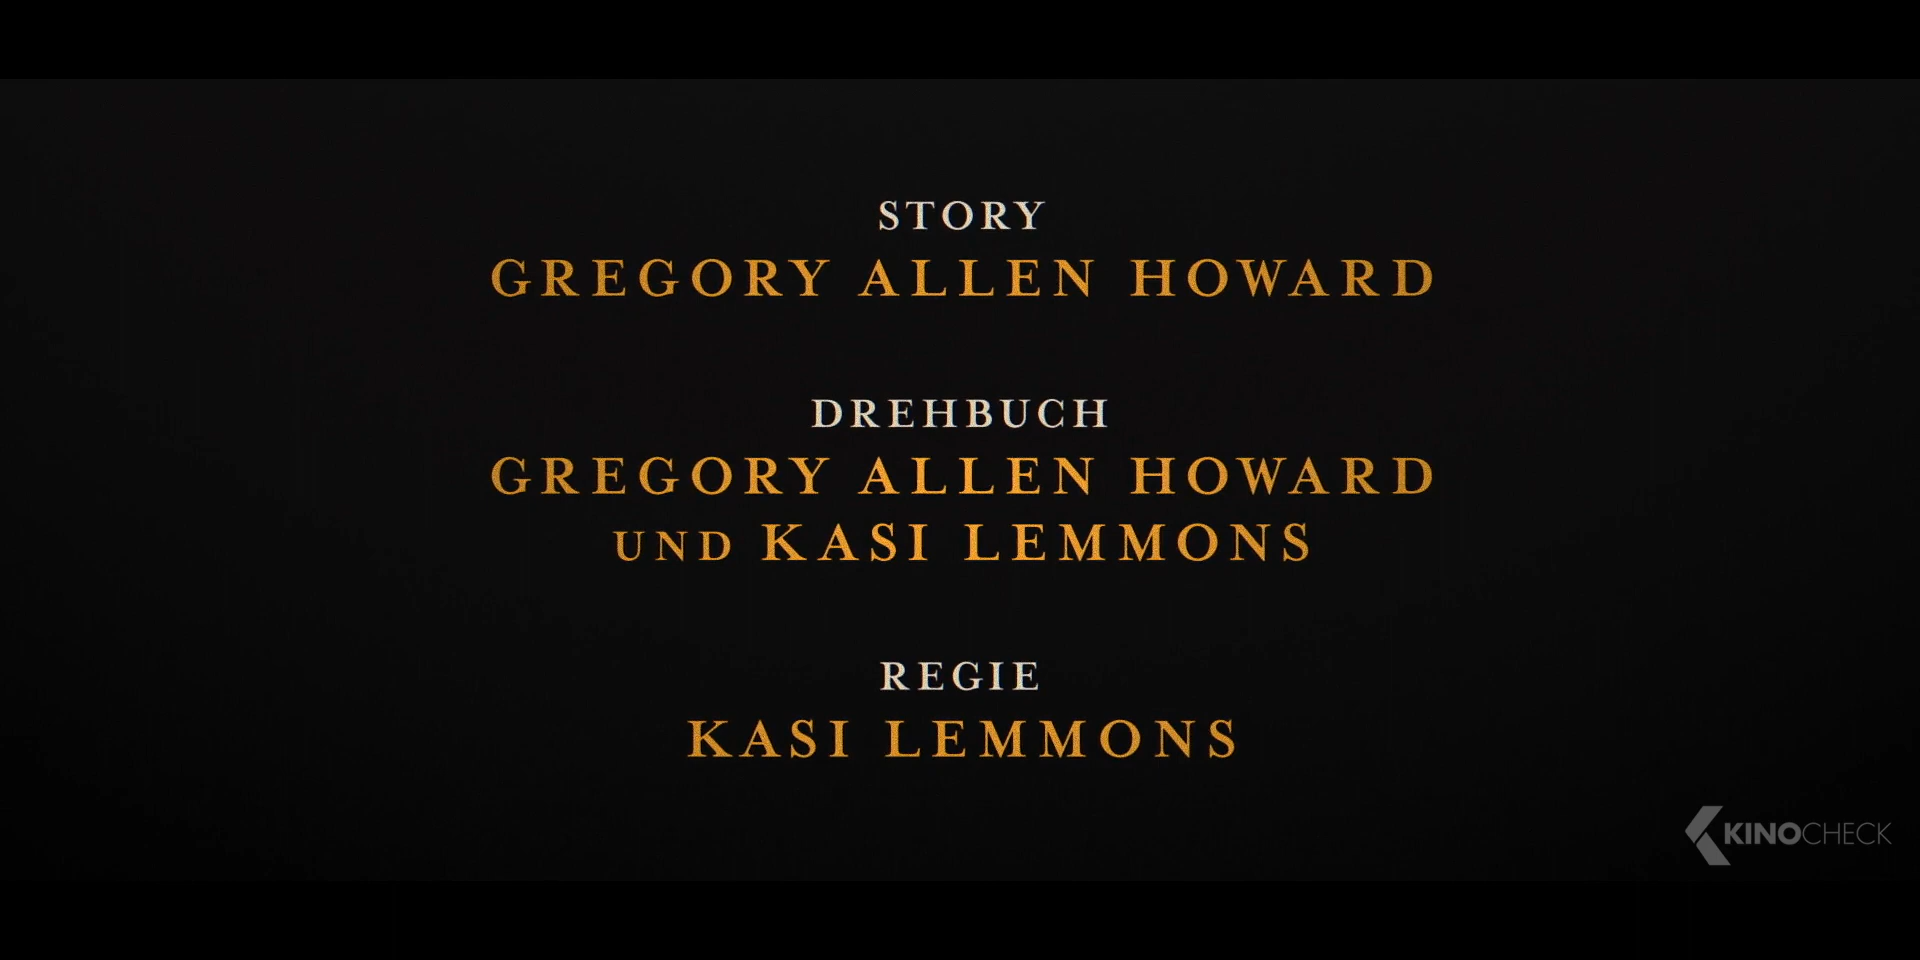 STORY
GREGORY ALLEN HOWARD
DREHBUCH
GREGORY ALLEN HOWARD
UND KASI LEMMONS
REGIE
KASI LEMMONS
KINOCHECK